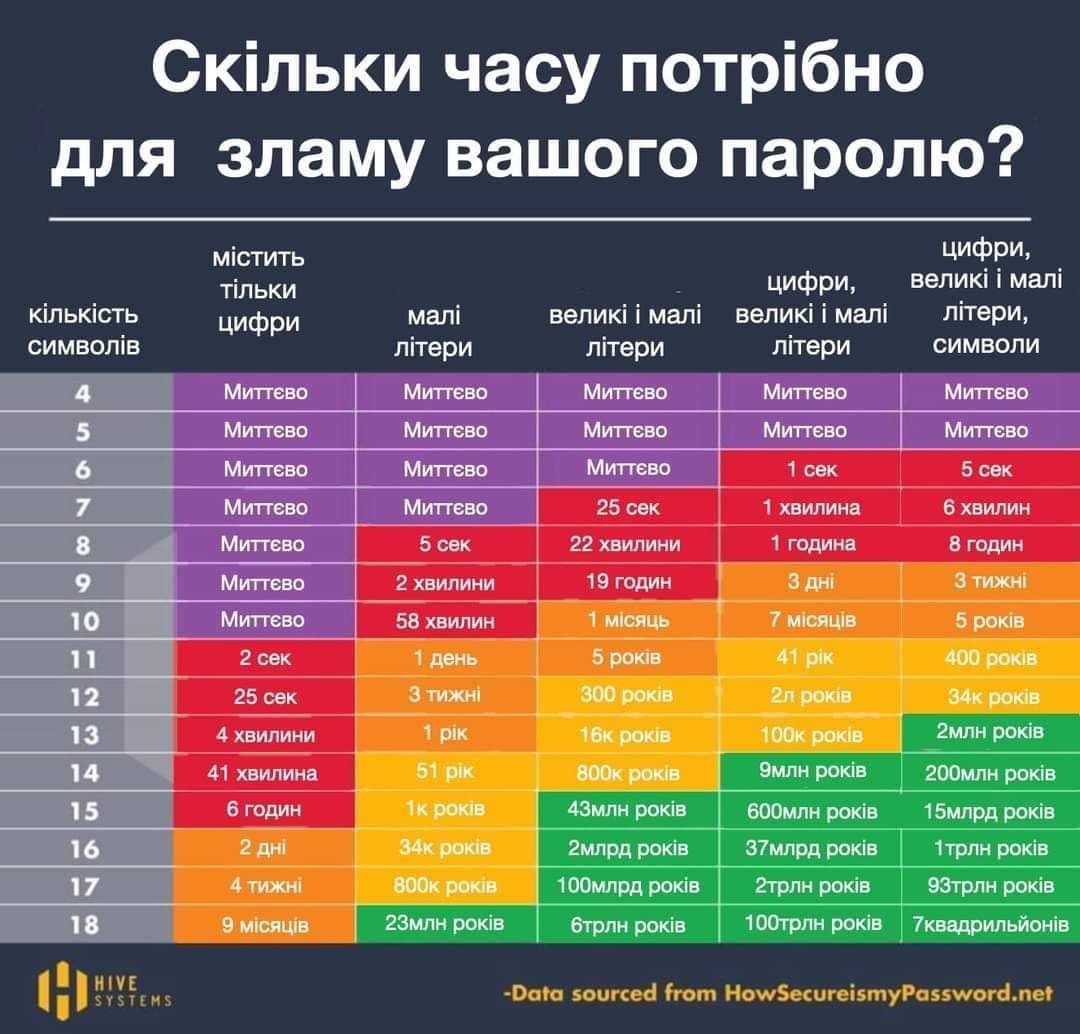 Скільки часу потрібно
для зламу вашого паролю?
кількість
символів
містить
тільки
цифри
малі
літери
великі і малі
літери
цифри,
великі і малі
літери
цифри,
великі і малі
літери,
символи
4 Миттєво Миттєво Миттєво Миттєво Миттєво
5 Миттєво Миттєво Миттєво Миттєво Миттєво
6 Миттєво Миттєво Миттєво 1 сек 5 сек
7 Миттєво Миттєво 25 сек 1 хвилина 6 хвилин
8 Миттєво 5 сек 22 хвилини 1 година 8 годин
9 Миттєво 2 хвилини 19 годин 3 дні 3 тижні
10 Миттєво 58 хвилин 1 місяць 7 місяців 5 років
11 2 сек 1 день 5 років 41 рік 400 років
12 25 сек 3 тижні 300 років 2л років 34к років
13 4 хвилини 1 рік 16к років 100к років 2млн років
14 41 хвилина 51 рік 800к років 9млн років 200млн років
15 6 годин 1к років 43млн років 600млн років 15млрд років
16 2 дні 34к років 2млрд років 37млрд років 1трлн років
17 4 тижні 800к років 100млрд років 2трлн років 93трлн років
18 9 місяців 23млн років 6трлн років 100трлн років 7квадрильйонів
HIVE
SYSTEMS
-Data sourced from HowSecureismyPassword.net